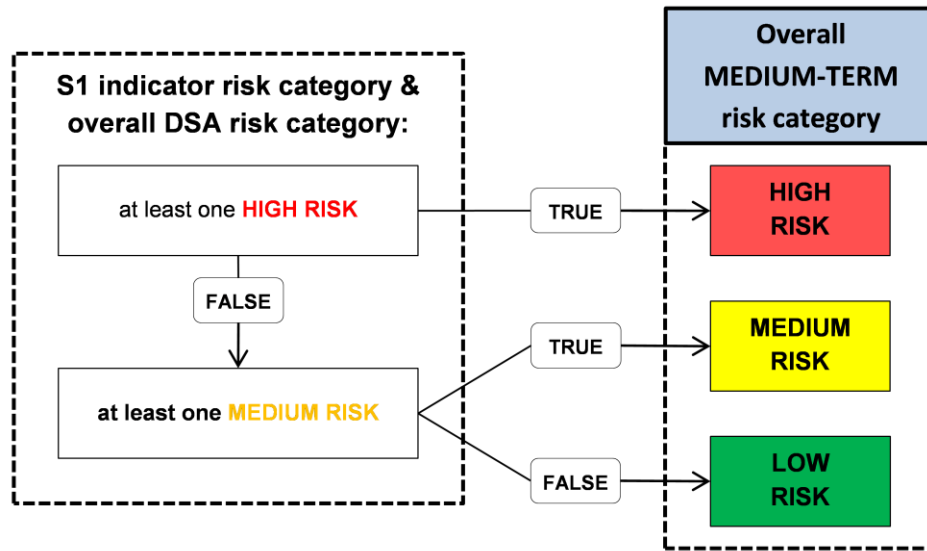 S1 indicator risk category &
overall DSA risk category:
at least one HIGH RISK
FALSE
at least one MEDIUM RISK
TRUE
TRUE
FALSE
Overall
MEDIUM-TERM
risk category
HIGH
RISK
MEDIUM
RISK
LOW
RISK